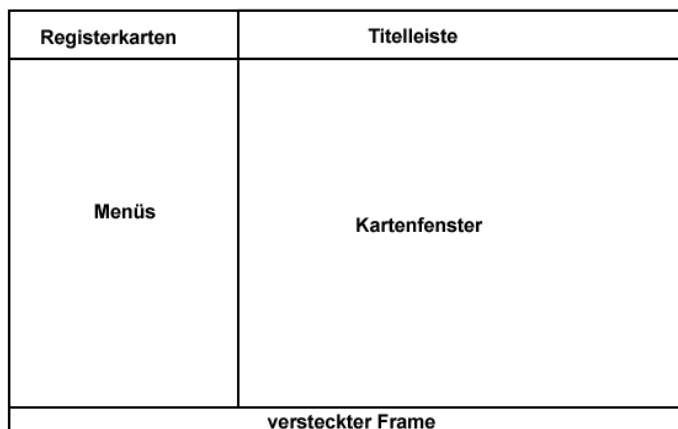 Registerkarten
Titelleiste
Menüs
Kartenfenster
versteckter Frame